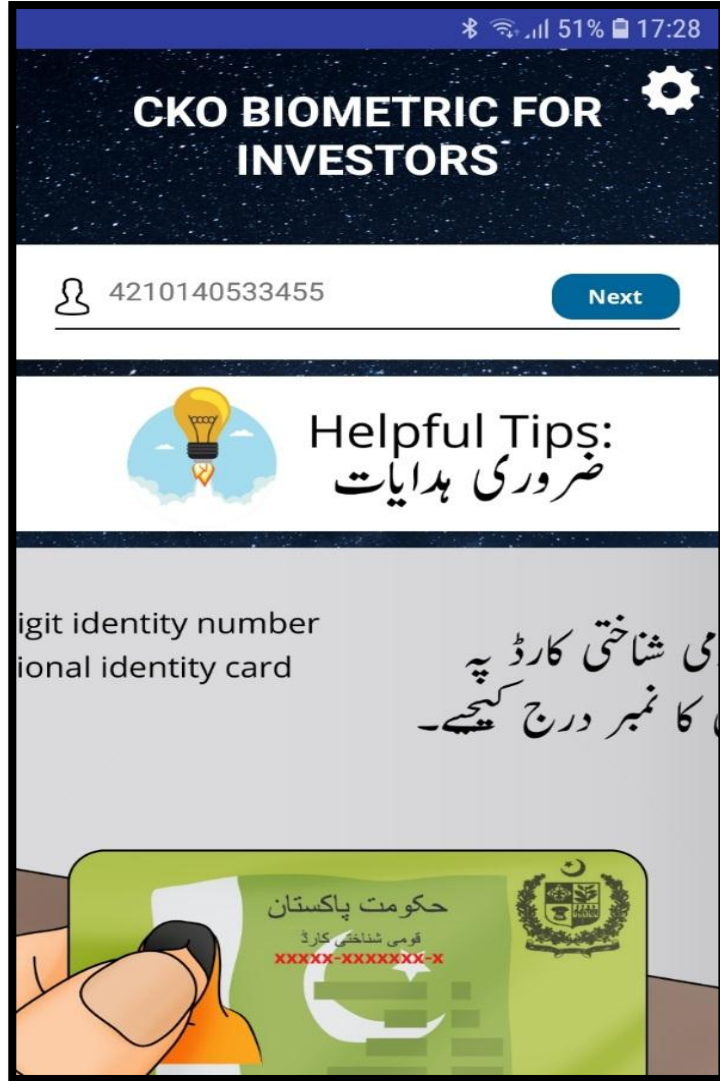 51% 17:28
CKO BIOMETRIC FOR
INVESTORS
4210140533455
Next
Helpful Tips:
ضروری ہدایات
igit identity number
ional identity card
می شناختی کارڈ پہ
کا نمبر درج کیجیے۔
حکومت پاکستان
قومی شناختی کارڈ
xxxxx-xxxxxxx-x